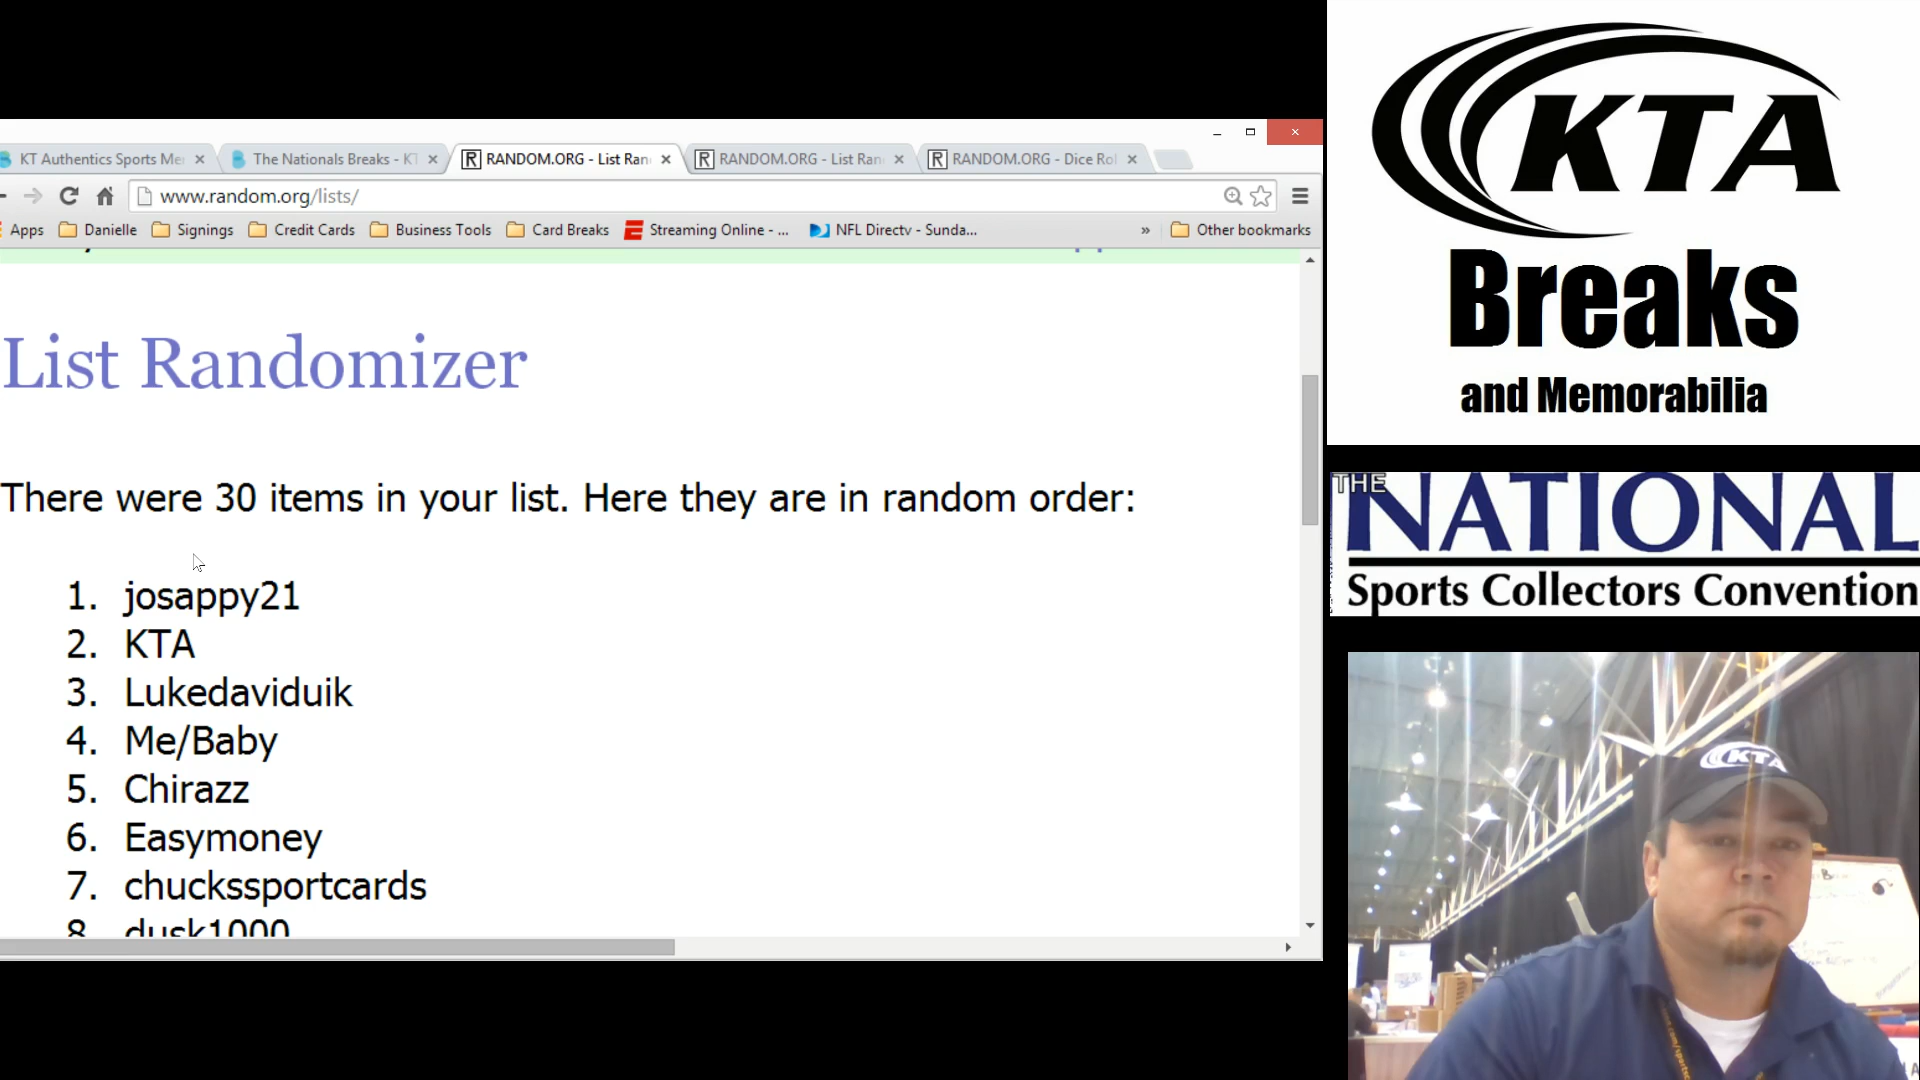 KT Authentics Sports Me
The Nationals Breaks - KT
RANDOM.ORG - List Ran
RANDOM.ORG - List Ran
RANDOM.ORG - Dice Rol
www.random.org/lists/
Apps
Danielle
Signings
Credit Cards
Business Tools
Card Breaks
Streaming Online - ...
NFL Directv - Sunda...
»
Other bookmarks
List Randomizer
There were 30 items in your list. Here they are in random order:
1. josappy21
2. KTA
3. Lukedaviduik
4. Me/Baby
5. Chirazz
6. Easymoney
7. chuckssportcards
8. dusk1000
KTA
Breaks
and Memorabilia
THE
NATIONAL
Sports Collectors Convention
KTA